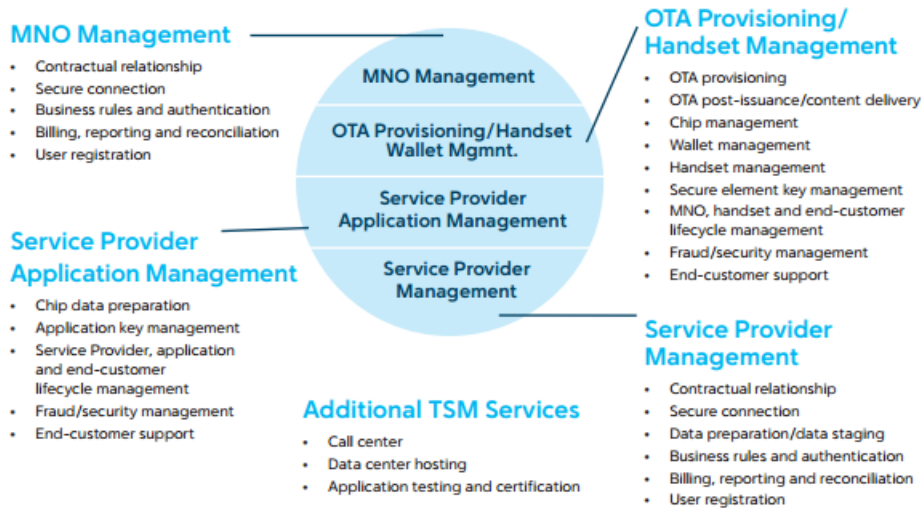 MNO Management
• Contractual relationship
• Secure connection
• Business rules and authentication
• Billing, reporting and reconciliation
• User registration
MNO Management
OTA Provisioning/Handset
Wallet Mgmnt.
Service Provider
Application Management
Service Provider
Management
OTA Provisioning/
Handset Management
• OTA provisioning
• OTA post-issuance/content delivery
• Chip management
• Wallet management
• Handset management
• Secure element key management
• MNO, handset and end-customer
lifecycle management
• Fraud/security management
• End-customer support
Service Provider
Application Management
• Chip data preparation
• Application key management
• Service Provider, application
and end-customer
lifecycle management
• Fraud/security management
• End-customer support
Additional TSM Services
• Call center
• Data center hosting
• Application testing and certification
Service Provider
Management
• Contractual relationship
• Secure connection
• Data preparation/data staging
• Business rules and authentication
• Billing, reporting and reconciliation
• User registration